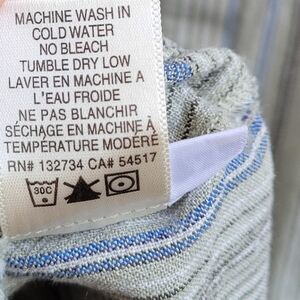 MACHINE WASH IN
COLD WATER
NO BLEACH
TUMBLE DRY LOW
LAVER EN MACHINE A
L'EAU FROIDE
NE PAS BLANCHIR
SÉCHAGE EN MACHINE À
TEMPÉRATURE MODÉRÉ
RN# 132734 CA# 54517
30C